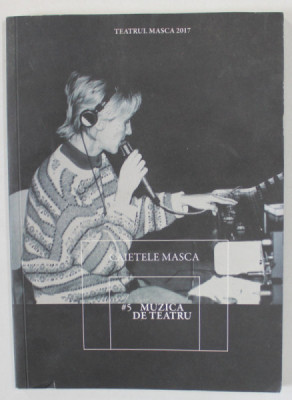 TEATRUL MASCA 2017
CAIETELE MASCA
#5 MUZICA
DE TEATRU